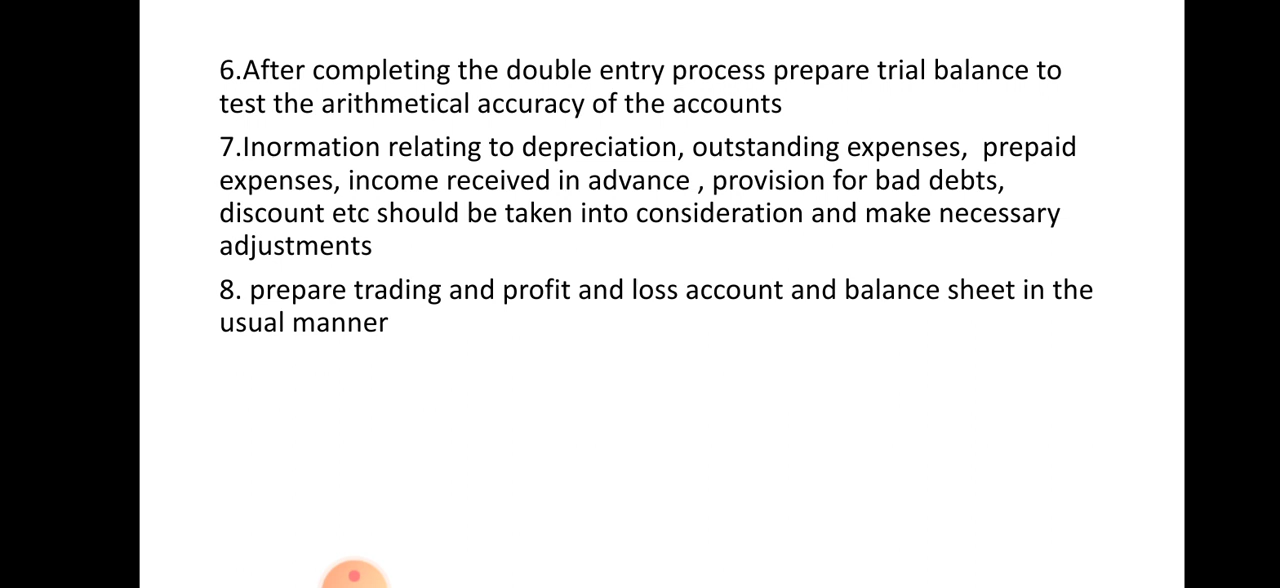 6.After completing the double entry process prepare trial balance to
test the arithmetical accuracy of the accounts
7.Inormation relating to depreciation, outstanding expenses,  prepaid
expenses, income received in advance , provision for bad debts,
discount etc should be taken into consideration and make necessary
adjustments
8. prepare trading and profit and loss account and balance sheet in the
usual manner